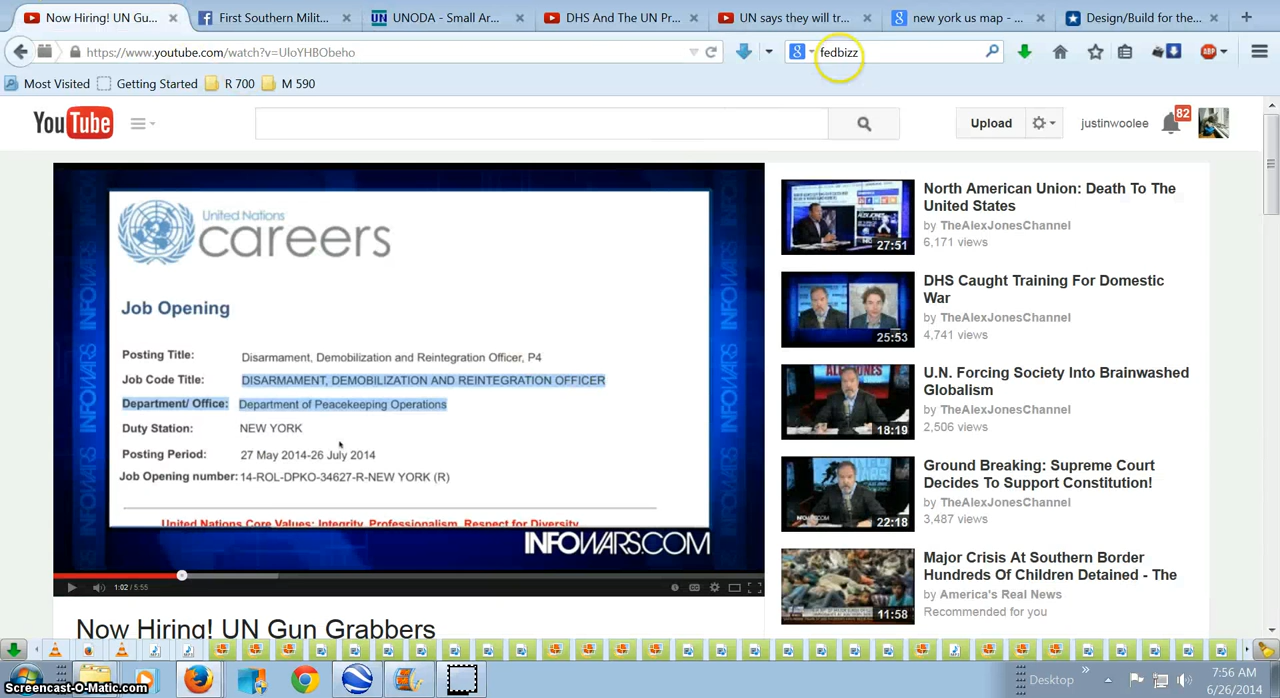 Now Hiring! UN Gu...
First Southern Milit...
UNODA - Small Ar...
DHS And The UN Pr...
UN says they will tr...
new york us map - ...
Design/Build for the...
https://www.youtube.com/watch?v=UIoYHBObeho
fedbizz
Most Visited
Getting Started
R 700
M 590
YouTube
Upload
justinwoolee
82
United Nations
careers
Job Opening
Posting Title: Disarmament, Demobilization and Reintegration Officer, P4
Job Code Title: DISARMAMENT, DEMOBILIZATION AND REINTEGRATION OFFICER
Department/ Office: Department of Peacekeeping Operations
Duty Station: NEW YORK
Posting Period: 27 May 2014-26 July 2014
Job Opening number: 14-ROL-DPKO-34627-R-NEW YORK (R)
United Nations Core Values: Integrity, Professionalism, Respect for Diversity
INFOWARS
INFOWARS
INFOWARS
INFOWARS
INFOWARS.COM
1:02 / 5:55
Now Hiring! UN Gun Grabbers
North American Union: Death To The
United States
by TheAlexJonesChannel
6,171 views
27:51
DHS Caught Training For Domestic
War
by TheAlexJonesChannel
4,741 views
25:53
U.N. Forcing Society Into Brainwashed
Globalism
by TheAlexJonesChannel
2,506 views
18:19
Ground Breaking: Supreme Court
Decides To Support Constitution!
by TheAlexJonesChannel
3,487 views
22:18
Major Crisis At Southern Border
Hundreds Of Children Detained - The
by America's Real News
Recommended for you
11:58
Desktop
7:56 AM
6/26/2014
Screencast-O-Matic.com